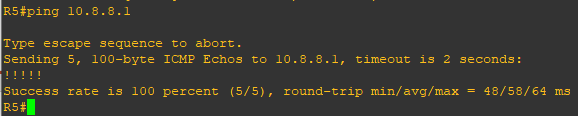 R5#ping 10.8.8.1
Type escape sequence to abort.
Sending 5, 100-byte ICMP Echos to 10.8.8.1, timeout is 2 seconds:
!!!!!
Success rate is 100 percent (5/5), round-trip min/avg/max = 48/58/64 ms
R5#